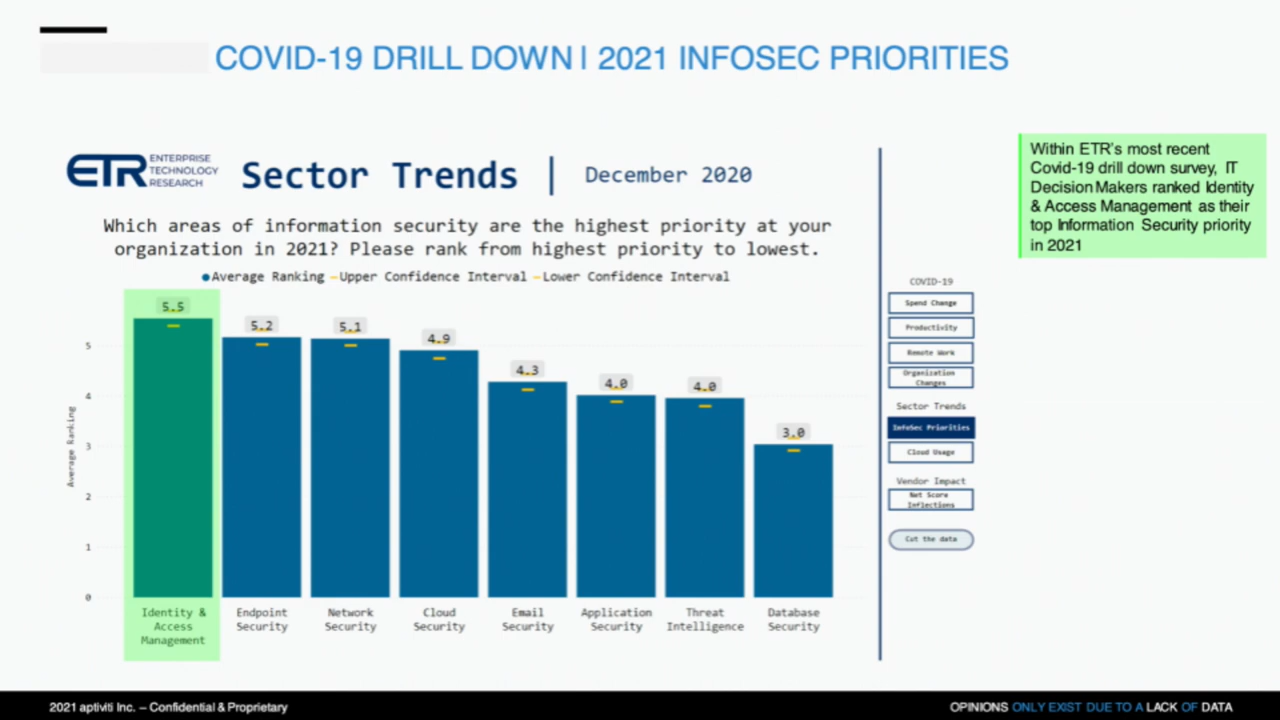 COVID-19 DRILL DOWN | 2021 INFOSEC PRIORITIES
ETR ENTERPRISE TECHNOLOGY RESEARCH
Sector Trends | December 2020
Which areas of information security are the highest priority at your
organization in 2021? Please rank from highest priority to lowest.
Average Ranking Upper Confidence Interval Lower Confidence Interval
5.5
5.2
5.1
4.9
4.3
4.0
4.0
3.0
Average Ranking
5
4
3
2
1
0
Identity & Access Management
Endpoint Security
Network Security
Cloud Security
Email Security
Application Security
Threat Intelligence
Database Security
COVID-19
Spend Change
Productivity
Remote Work
Organization
Changes
Sector Trends
InfoSec Priorities
Cloud Usage
Vendor Impact
Net Score
Inflections
Cut the data
Within ETR's most recent
Covid-19 drill down survey, IT
Decision Makers ranked Identity
& Access Management as their
top Information Security priority
in 2021
2021 aptiviti Inc. – Confidential & Proprietary
OPINIONS ONLY EXIST DUE TO A LACK OF DATA